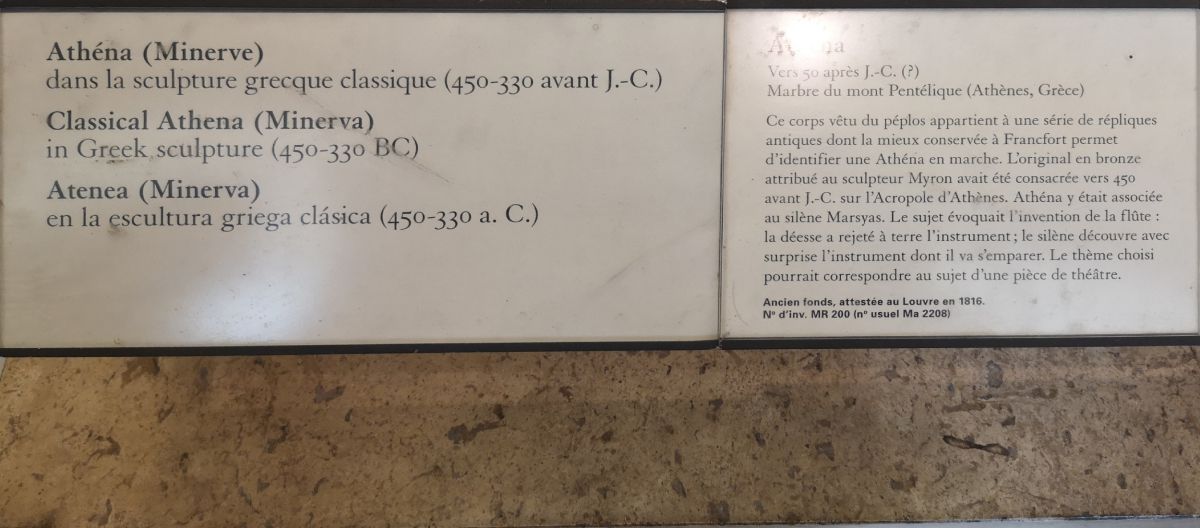 Athéna (Minerve)
dans la sculpture grecque classique (450-330 avant J.-C.)
Classical Athena (Minerva)
in Greek sculpture (450-330 BC)
Atenea (Minerva)
en la escultura griega clásica (450-330 a. C.)
Athéna
Vers 50 après J.-C. (?)
Marbre du mont Pentélique (Athènes, Grèce)
Ce corps vêtu du péplos appartient à une série de répliques
antiques dont la mieux conservée à Francfort permet
d'identifier une Athéna en marche. L'original en bronze
attribué au sculpteur Myron avait été consacrée vers 450
avant J.-C. sur l'Acropole d'Athènes. Athéna y était associée
au silène Marsyas. Le sujet évoquait l'invention de la flûte :
la déesse a rejeté à terre l'instrument ; le silène découvre avec
surprise l'instrument dont il va s'emparer. Le thème choisi
pourrait correspondre au sujet d'une pièce de théâtre.
Ancien fonds, attestée au Louvre en 1816.
Nº d'inv. MR 200 (nº usuel Ma 2208)